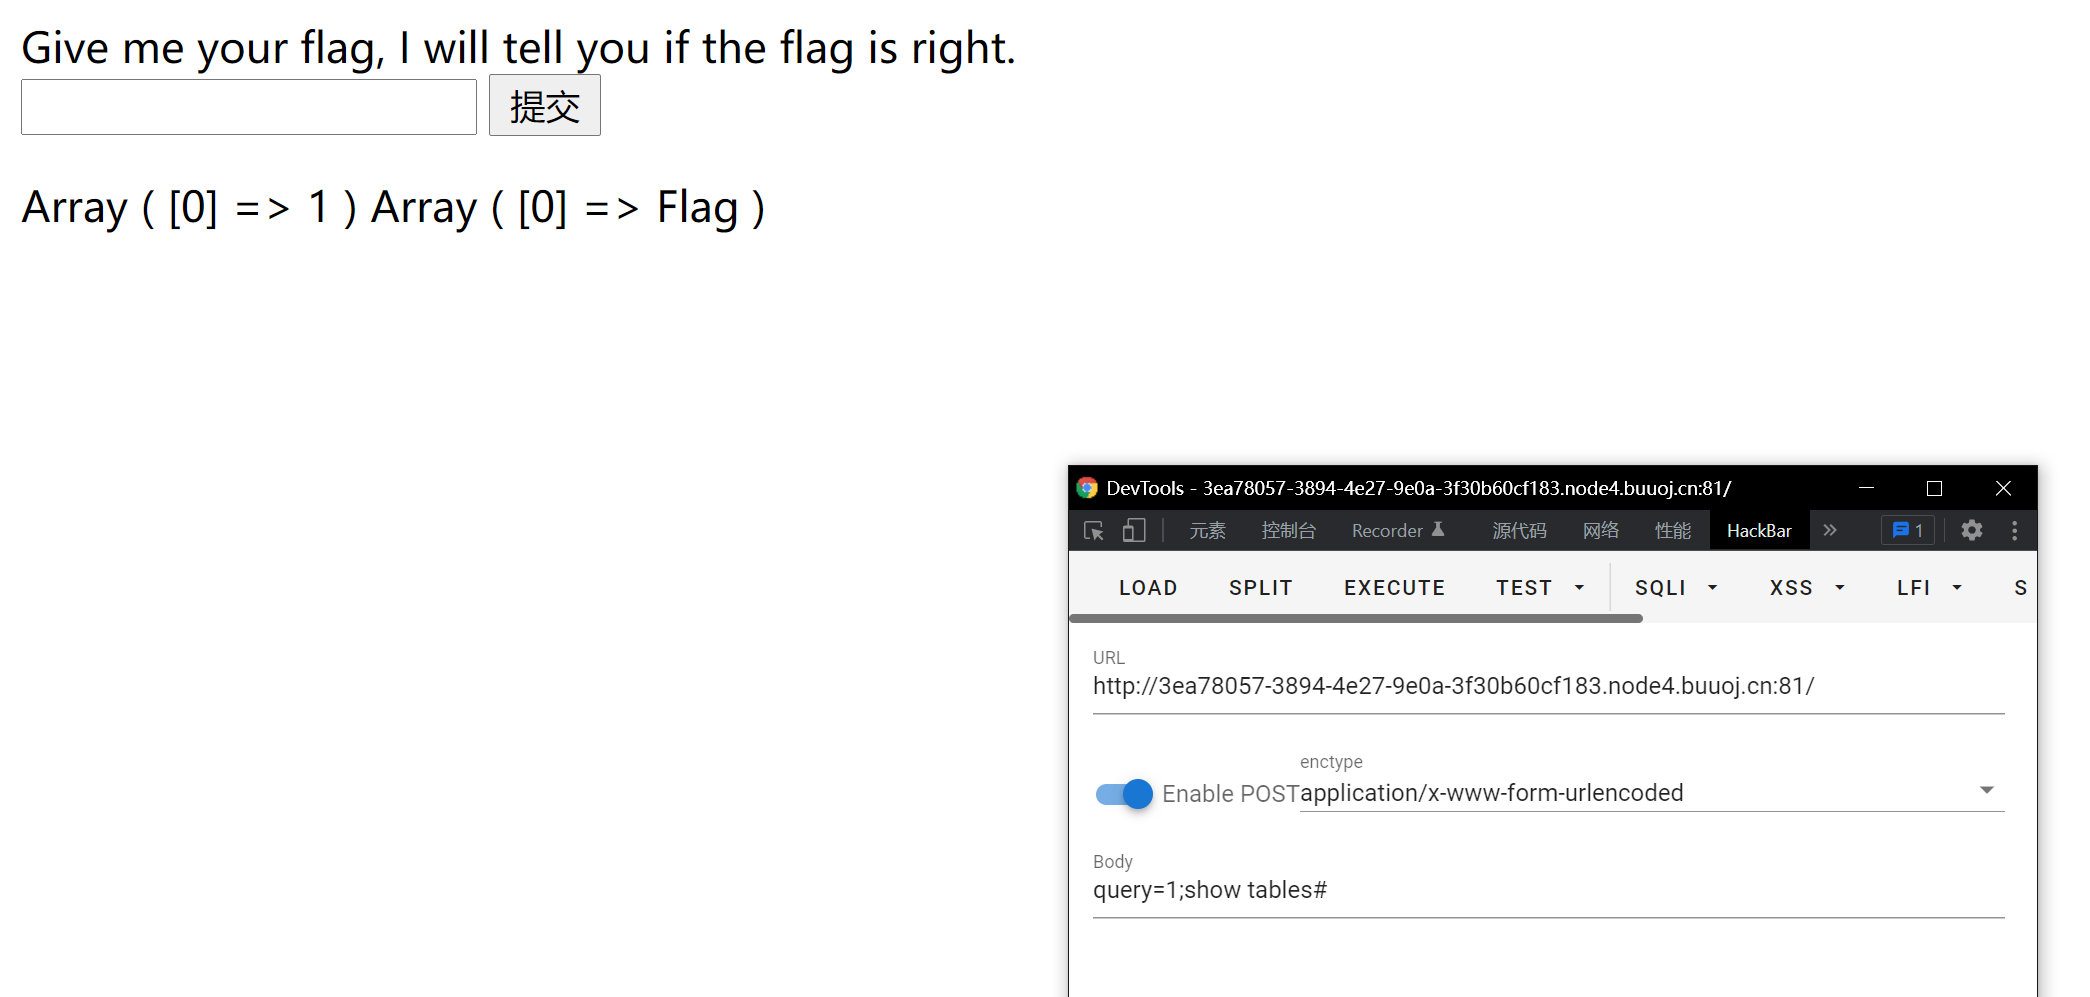 Give me your flag, I will tell you if the flag is right.
提交
Array ( [0] => 1 ) Array ( [0] => Flag )
DevTools - 3ea78057-3894-4e27-9e0a-3f30b60cf183.node4.buuoj.cn:81/
元素 控制台 Recorder 源代码 网络 性能 HackBar » 1
LOAD SPLIT EXECUTE TEST SQLI XSS LFI S
URL
http://3ea78057-3894-4e27-9e0a-3f30b60cf183.node4.buuoj.cn:81/
enctype
Enable POST application/x-www-form-urlencoded
Body
query=1;show tables#